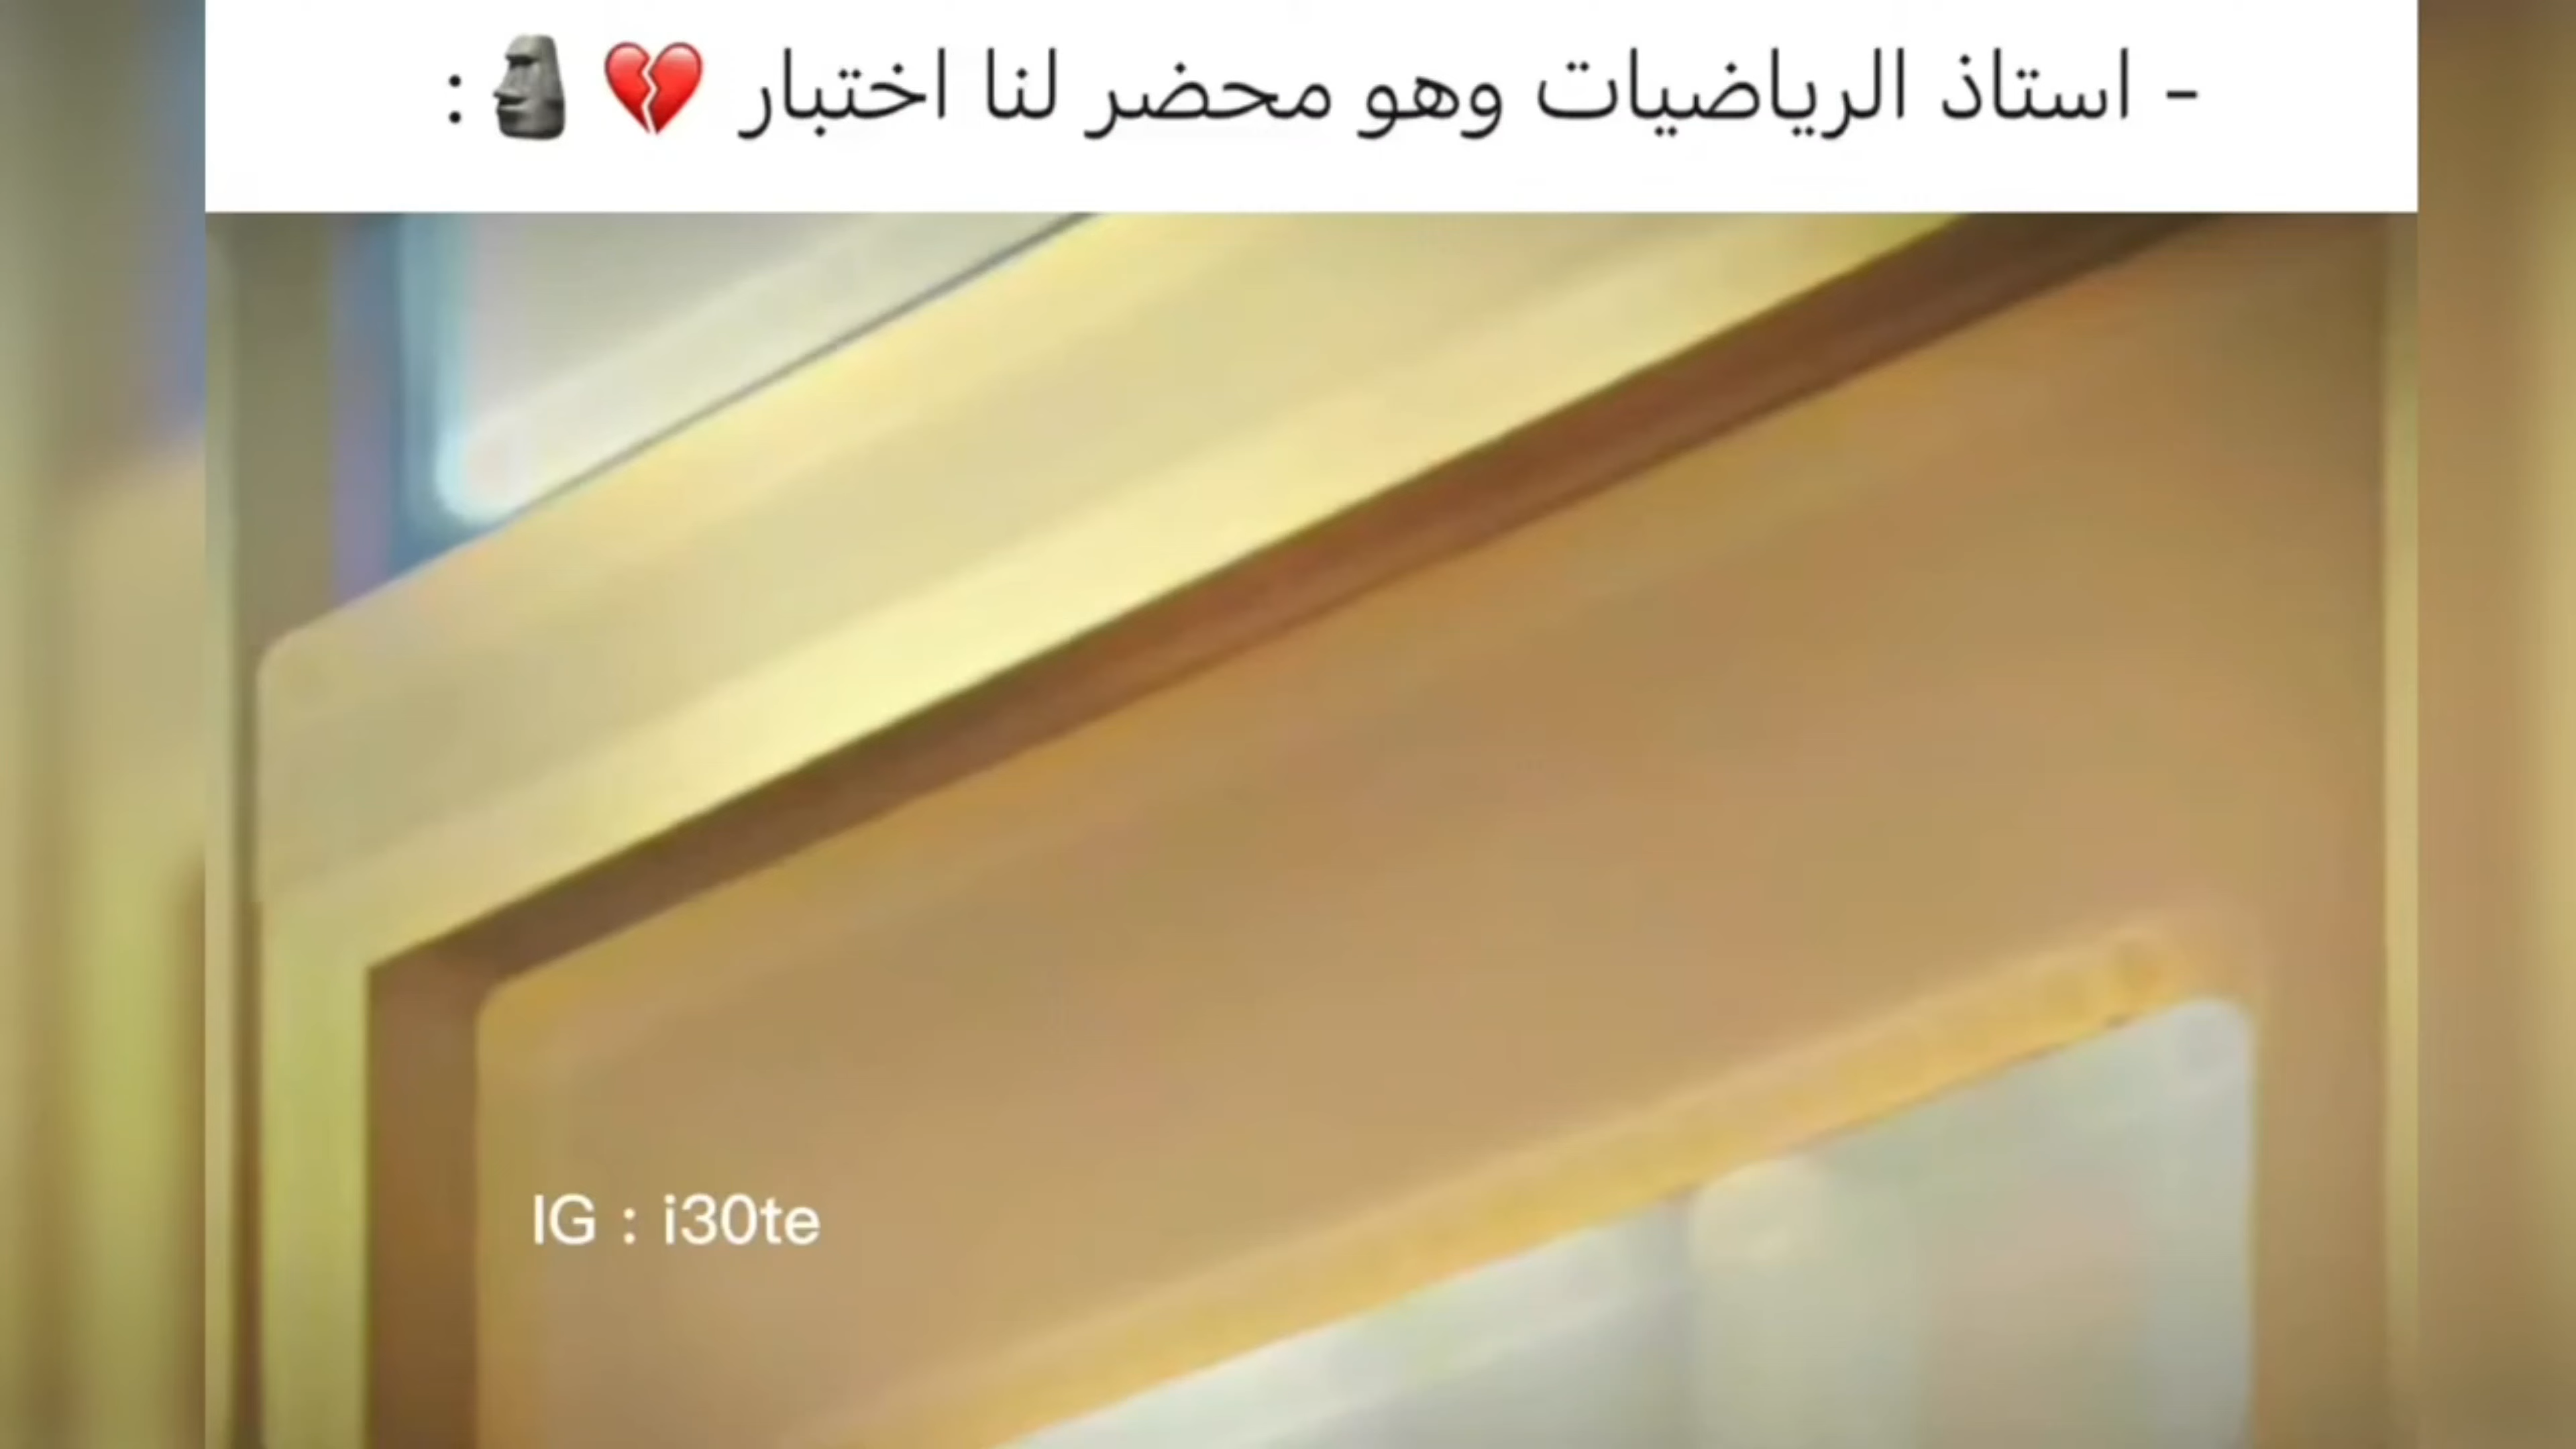 - استاذ الرياضيات وهو محضر لنا اختبار 💔🗿 :
IG : i30te